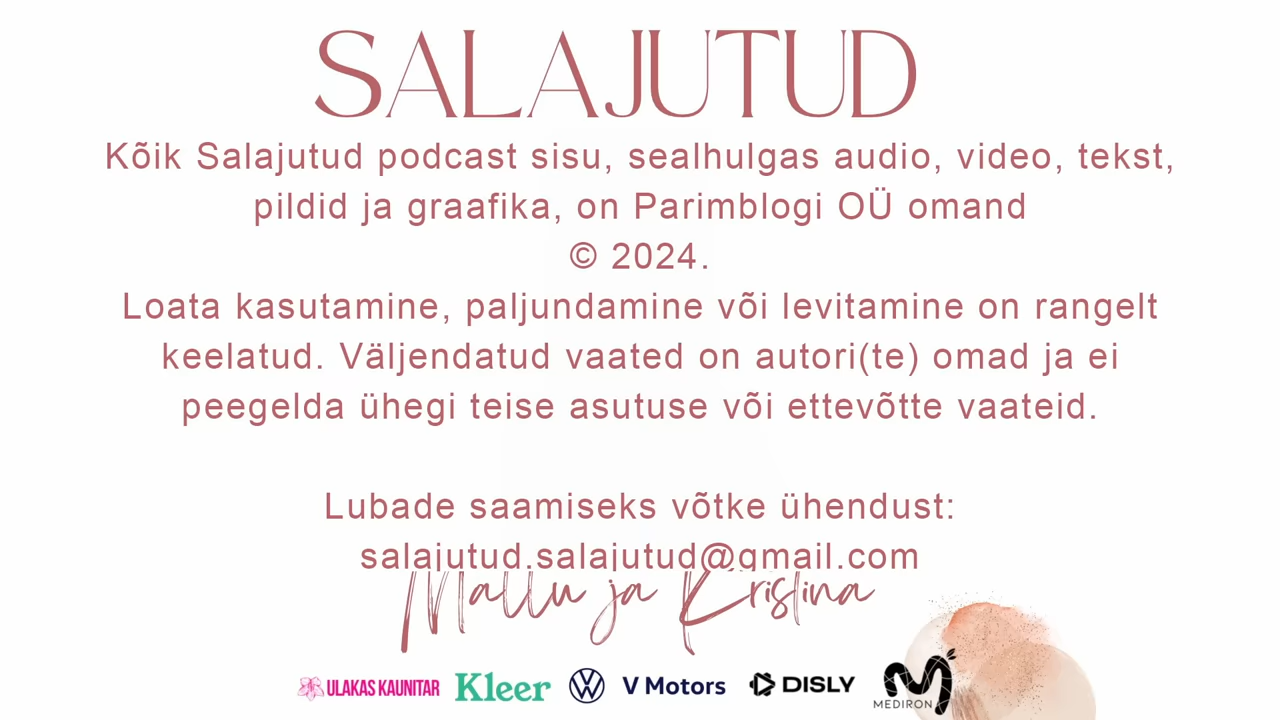 SALAJUTUD
Kõik Salajutud podcast sisu, sealhulgas audio, video, tekst,
pildid ja graafika, on Parimblogi OÜ omand
© 2024.
Loata kasutamine, paljundamine või levitamine on rangelt
keelatud. Väljendatud vaated on autori(te) omad ja ei
peegelda ühegi teise asutuse või ettevõtte vaateid.
Lubade saamiseks võtke ühendust:
salajutud.salajutud@gmail.com
Mallu ja Kristina
ULAKAS KAUNITAR Kleer VW V Motors DISLY M MEDIRON